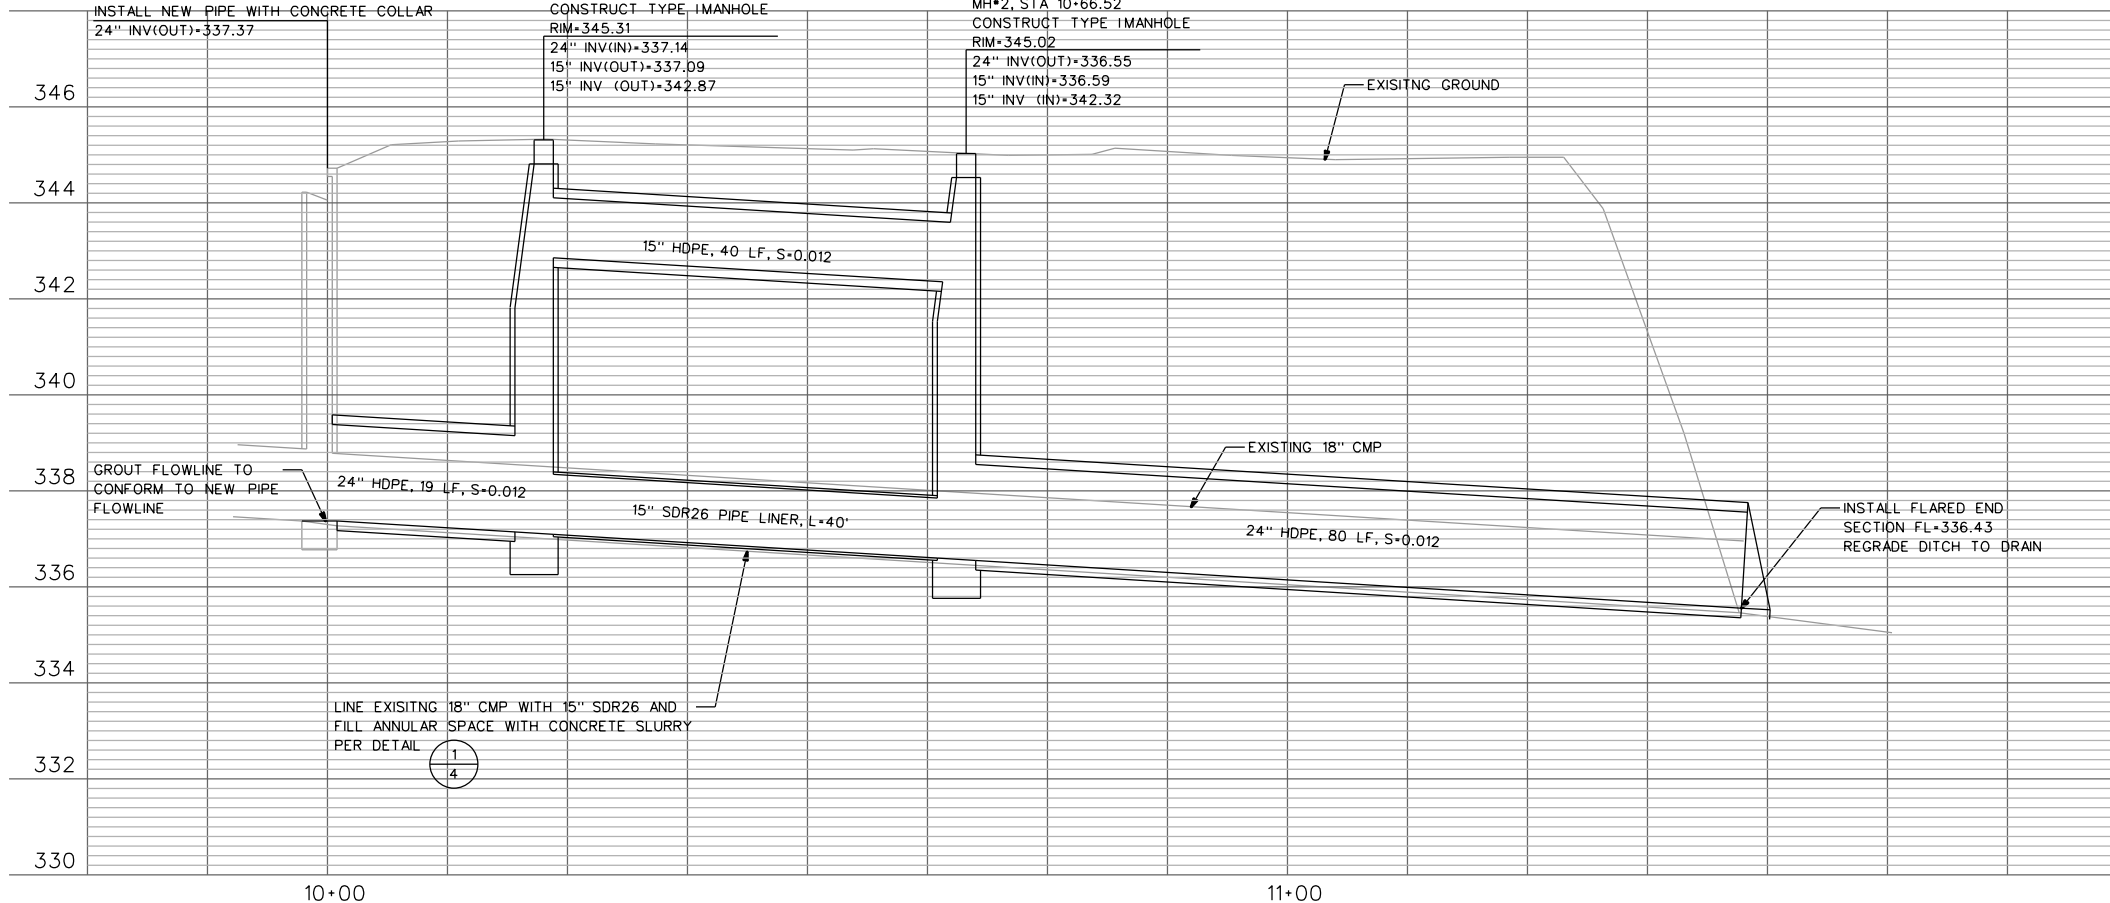 INSTALL NEW PIPE WITH CONCRETE COLLAR
24" INV(OUT)=337.37
CONSTRUCT TYPE I MANHOLE
RIM=345.31
24" INV(IN)=337.14
15" INV(OUT)=337.09
15" INV (OUT)=342.87
MH#2, STA 10+66.52
CONSTRUCT TYPE I MANHOLE
RIM=345.02
24" INV(OUT)=336.55
15" INV(IN)=336.59
15" INV (IN)=342.32
EXISITNG GROUND
346
344
342
340
338
336
334
332
330
15" HDPE, 40 LF, S=0.012
EXISTING 18" CMP
GROUT FLOWLINE TO
CONFORM TO NEW PIPE
FLOWLINE
24" HDPE, 19 LF, S=0.012
15" SDR26 PIPE LINER, L=40'
24" HDPE, 80 LF, S=0.012
INSTALL FLARED END
SECTION FL=336.43
REGRADE DITCH TO DRAIN
LINE EXISITNG 18" CMP WITH 15" SDR26 AND
FILL ANNULAR SPACE WITH CONCRETE SLURRY
PER DETAIL
1
4
10+00
11+00